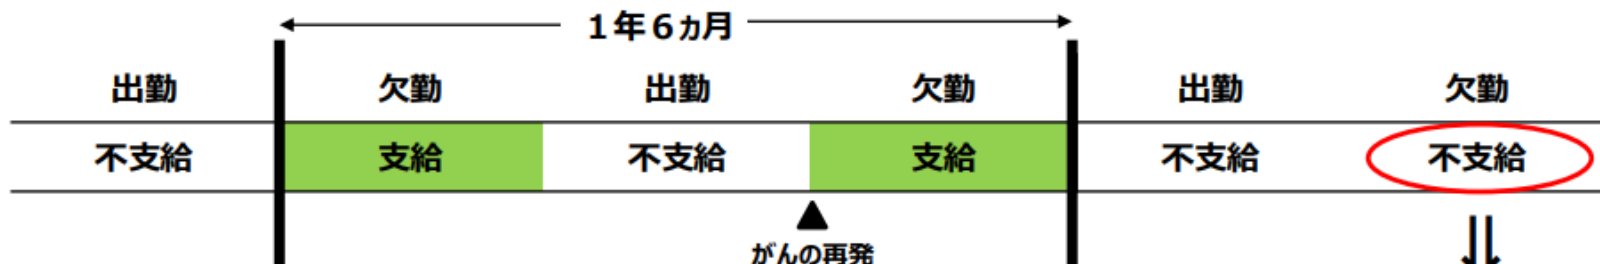 1年6ヵ月
出勤 欠勤 出勤 欠勤 出勤 欠勤
不支給 支給 不支給 支給 不支給 不支給
がんの再発